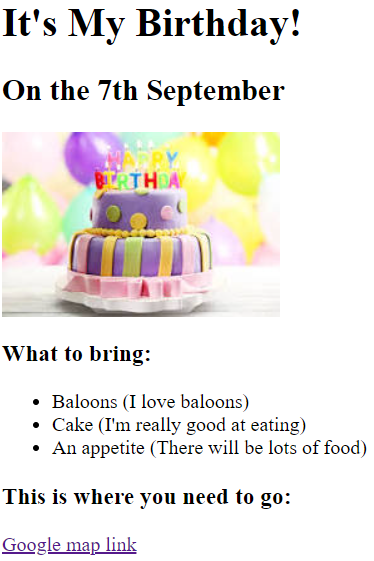 It's My Birthday!
On the 7th September
HAPPY
BIRTHDAY
What to bring:
Baloons (I love baloons)
Cake (I'm really good at eating)
An appetite (There will be lots of food)
This is where you need to go:
Google map link